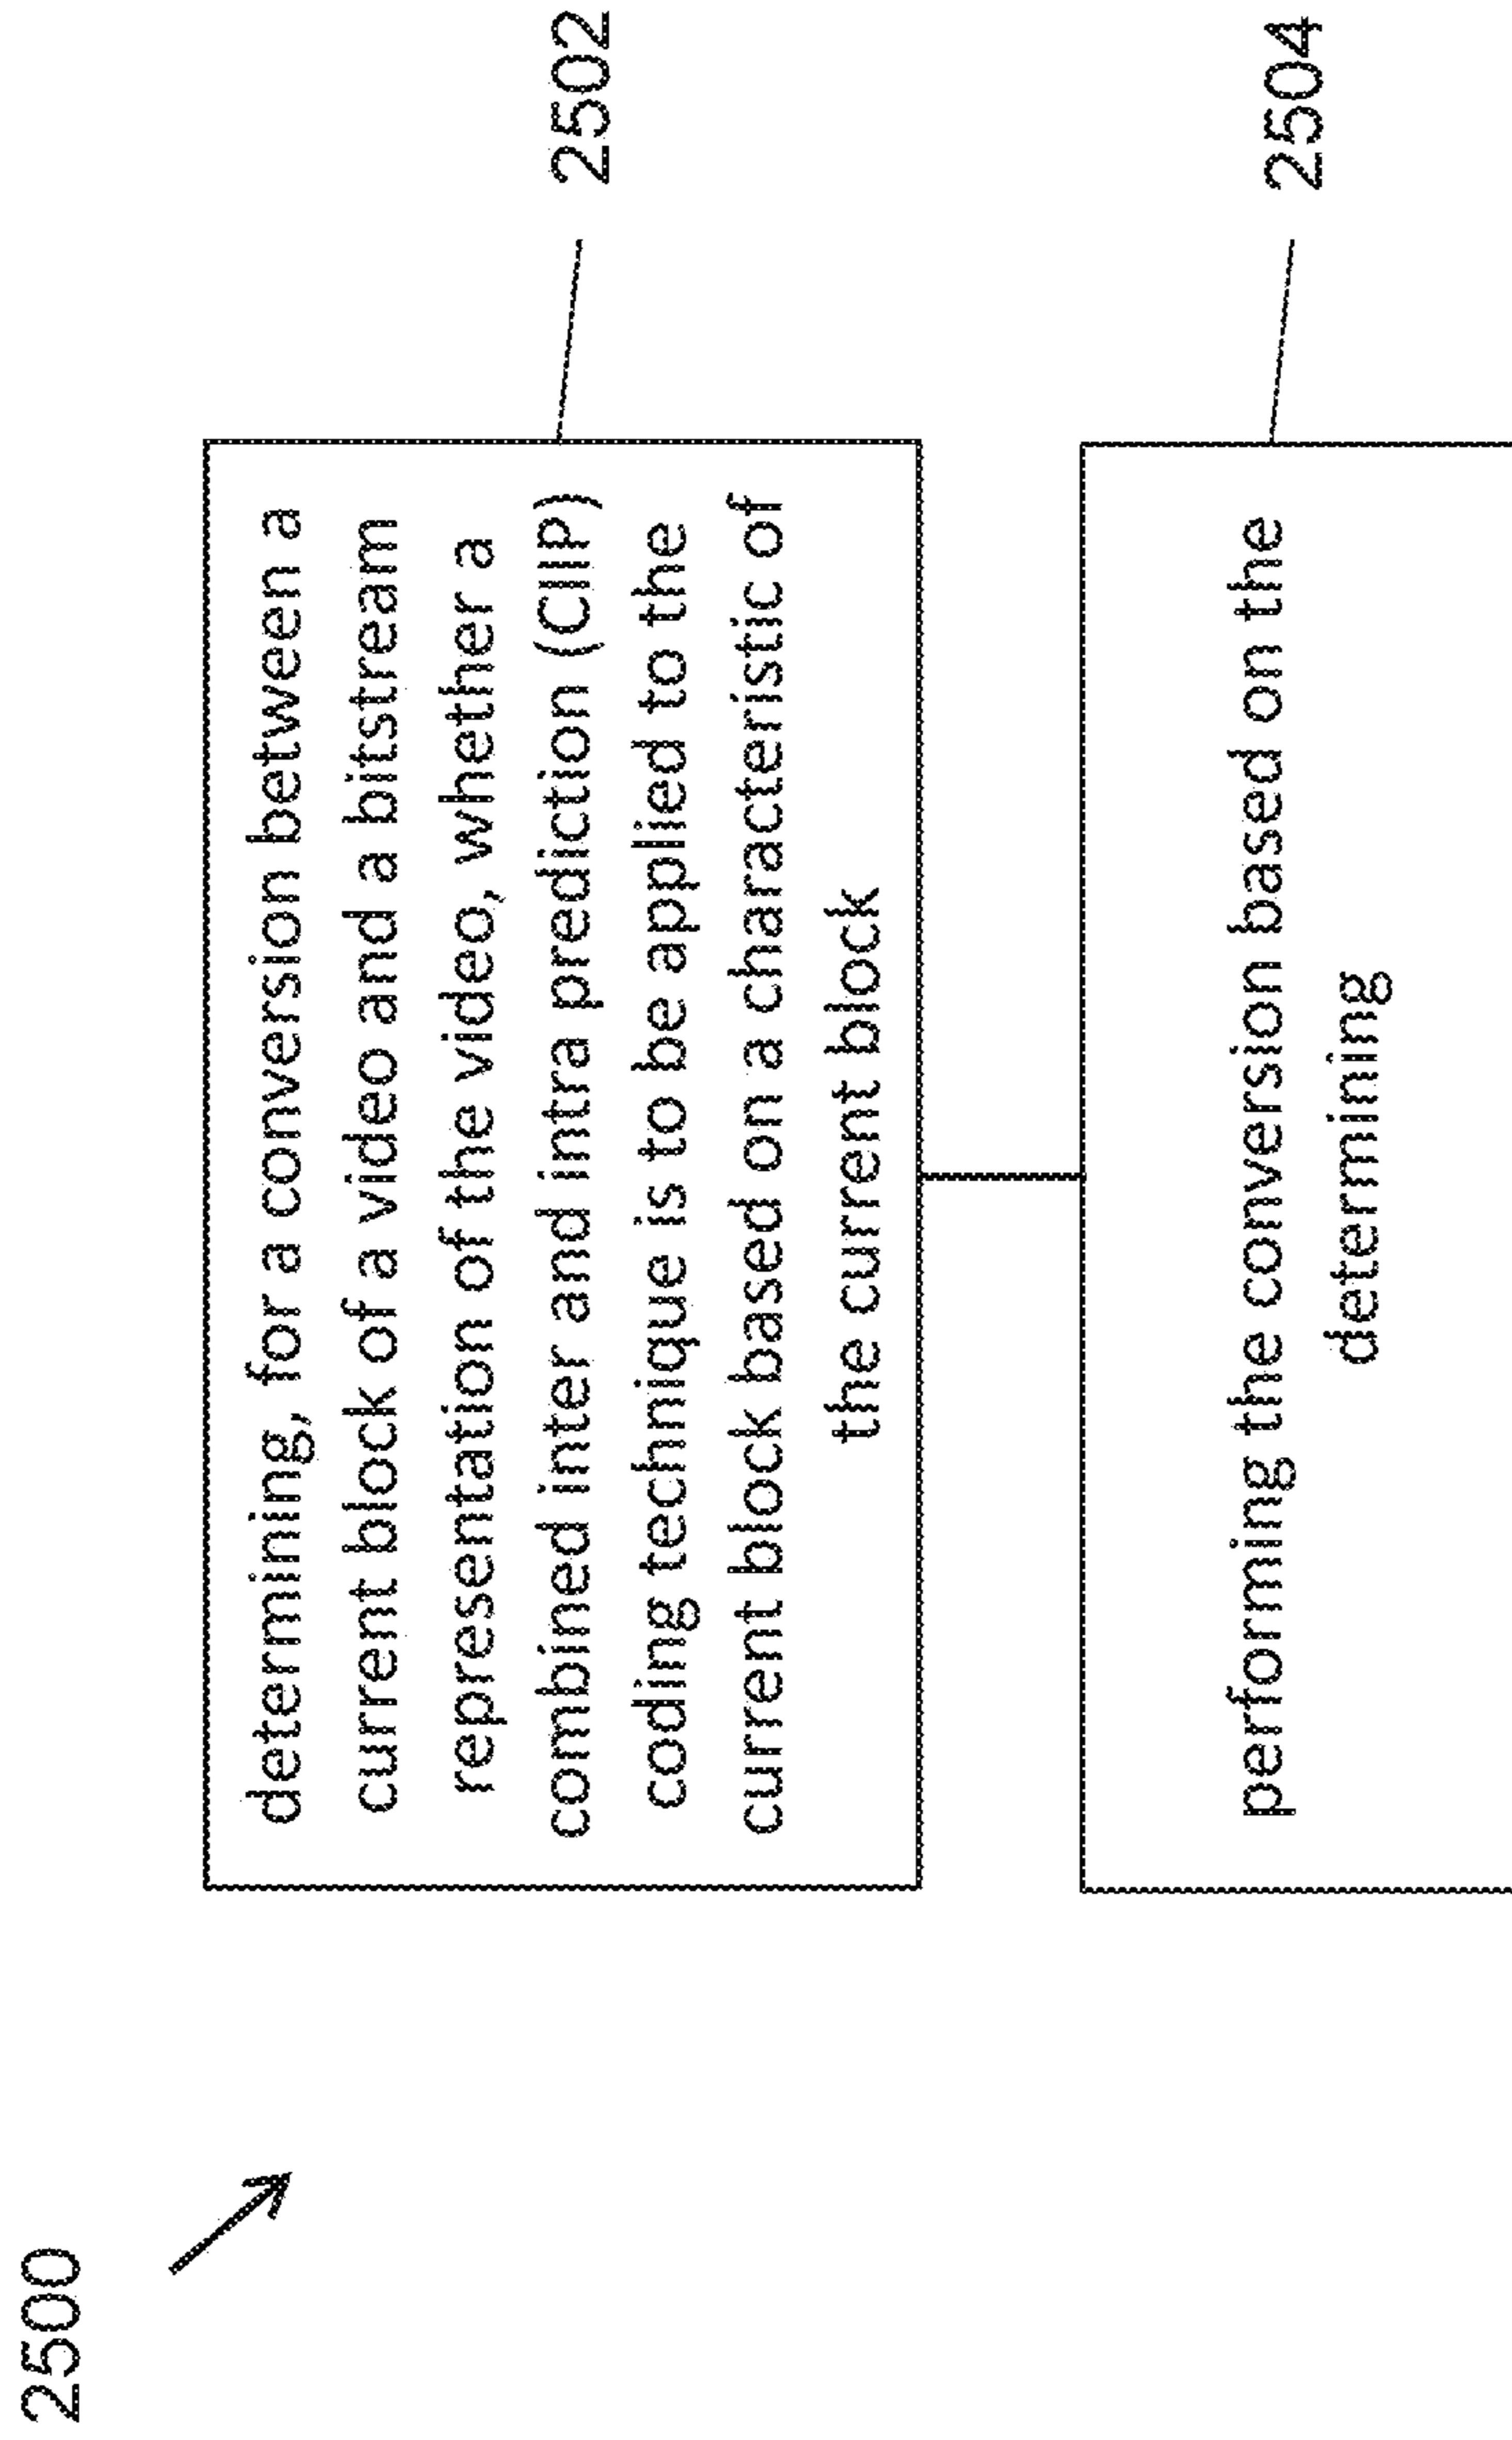 2500
determining, for a conversion between a
current block of a video and a bitstream
representation of the video, whether a
combined inter and intra prediction (CIIP)
coding technique is to be applied to the
current block based on a characteristic of
the current block
2502
performing the conversion based on the
determining
2504